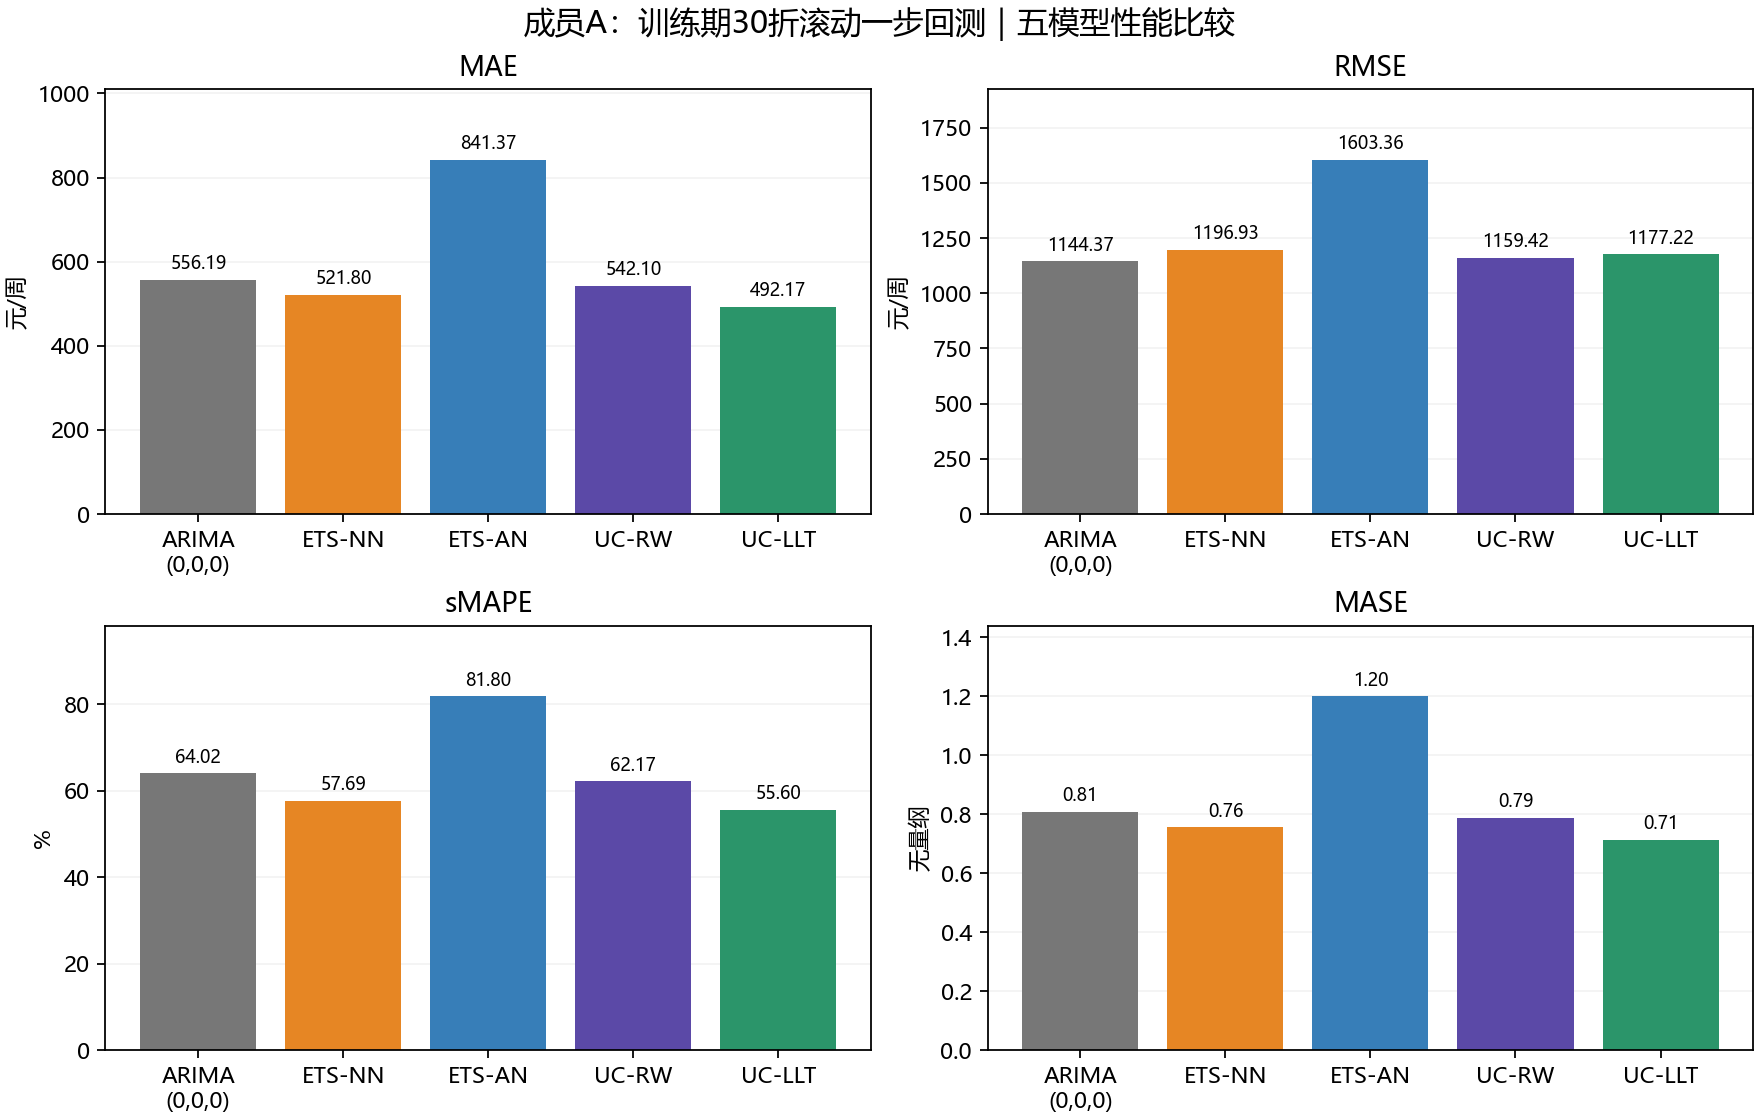 成员A：训练期30折滚动一步回测｜五模型性能比较
MAE
元/周
1000
800
600
400
200
0
556.19
521.80
841.37
542.10
492.17
ARIMA
(0,0,0)
ETS-NN
ETS-AN
UC-RW
UC-LLT
RMSE
元/周
1750
1500
1250
1000
750
500
250
0
1144.37
1196.93
1603.36
1159.42
1177.22
ARIMA
(0,0,0)
ETS-NN
ETS-AN
UC-RW
UC-LLT
sMAPE
%
80
60
40
20
0
64.02
57.69
81.80
62.17
55.60
ARIMA
(0,0,0)
ETS-NN
ETS-AN
UC-RW
UC-LLT
MASE
无量纲
1.4
1.2
1.0
0.8
0.6
0.4
0.2
0.0
0.81
0.76
1.20
0.79
0.71
ARIMA
(0,0,0)
ETS-NN
ETS-AN
UC-RW
UC-LLT